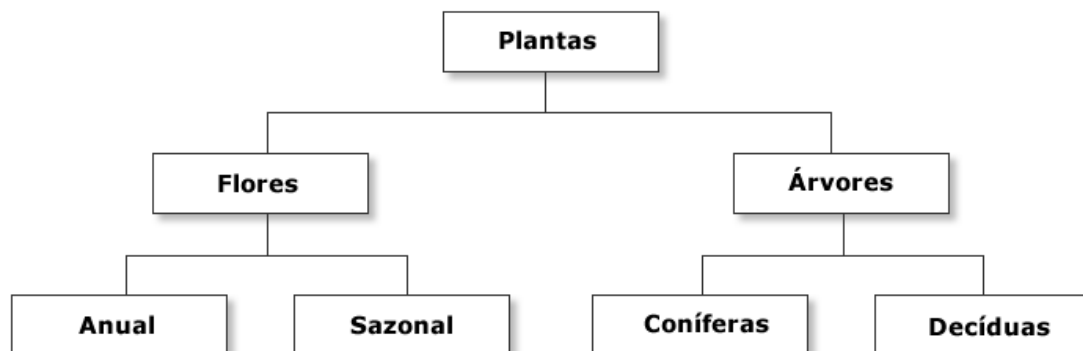 Plantas
Flores
Árvores
Anual
Sazonal
Coníferas
Decíduas